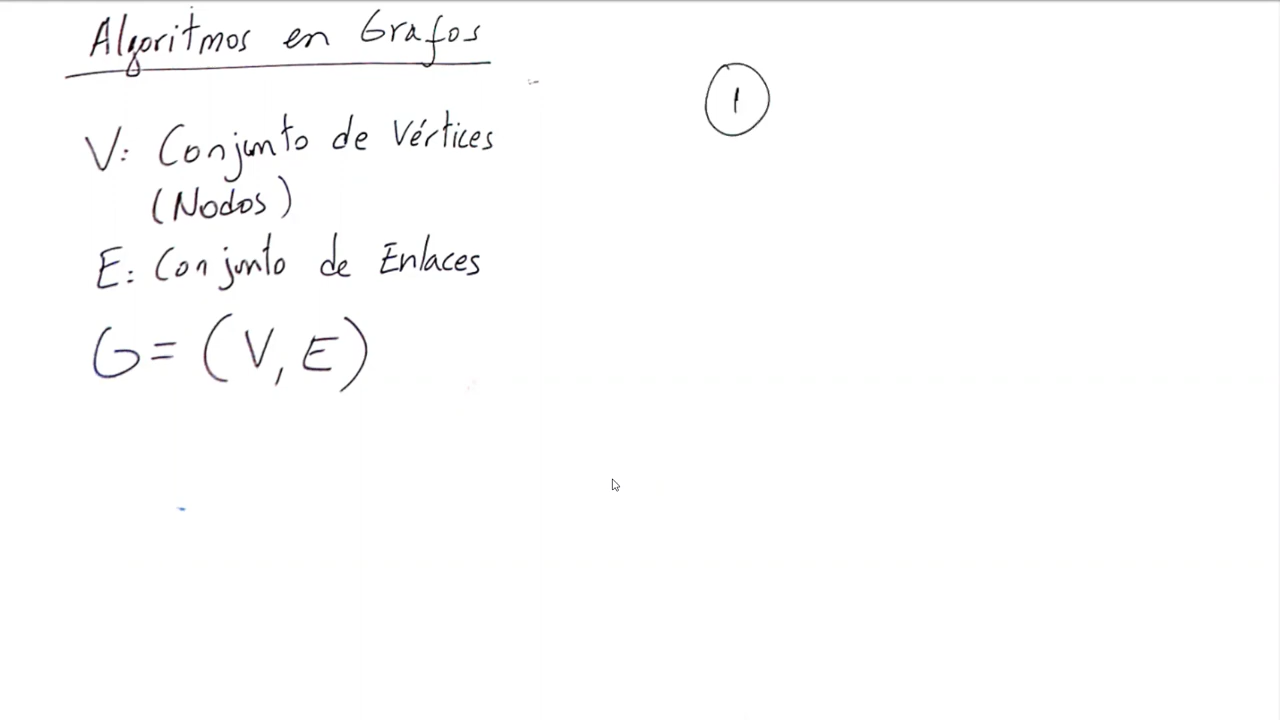 Algoritmos en Grafos
V: Conjunto de Vértices
(Nodos)
E: Conjunto de Enlaces
G = (V, E)
1